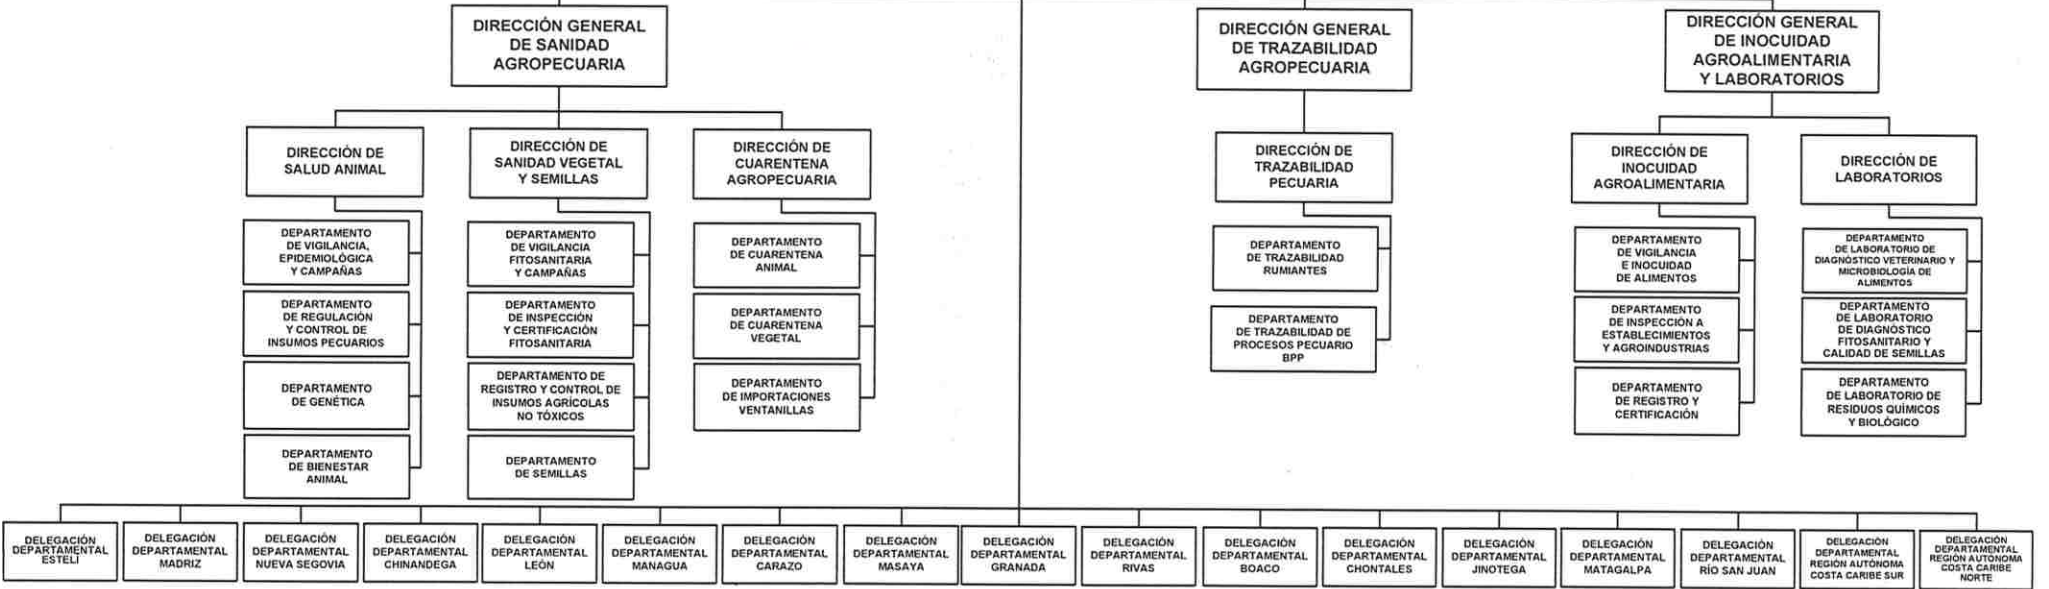 DIRECCIÓN GENERAL
DE SANIDAD
AGROPECUARIA
DIRECCIÓN GENERAL
DE TRAZABILIDAD
AGROPECUARIA
DIRECCIÓN GENERAL
DE INOCUIDAD
AGROALIMENTARIA
Y LABORATORIOS
DIRECCIÓN DE
SALUD ANIMAL
DIRECCIÓN DE
SANIDAD VEGETAL
Y SEMILLAS
DIRECCIÓN DE
CUARENTENA
AGROPECUARIA
DIRECCIÓN DE
TRAZABILIDAD
PECUARIA
DIRECCIÓN DE
INOCUIDAD
AGROALIMENTARIA
DIRECCIÓN DE
LABORATORIOS
DEPARTAMENTO
DE VIGILANCIA,
EPIDEMIOLÓGICA
Y CAMPAÑAS
DEPARTAMENTO
DE REGULACIÓN
Y CONTROL DE
INSUMOS PECUARIOS
DEPARTAMENTO
DE GENÉTICA
DEPARTAMENTO
DE BIENESTAR
ANIMAL
DEPARTAMENTO
DE VIGILANCIA
FITOSANITARIA
Y CAMPAÑAS
DEPARTAMENTO
DE INSPECCIÓN
Y CERTIFICACIÓN
FITOSANITARIA
DEPARTAMENTO DE
REGISTRO Y CONTROL DE
INSUMOS AGRÍCOLAS
NO TÓXICOS
DEPARTAMENTO
DE SEMILLAS
DEPARTAMENTO
DE CUARENTENA
ANIMAL
DEPARTAMENTO
DE CUARENTENA
VEGETAL
DEPARTAMENTO
DE IMPORTACIONES
VENTANILLAS
DEPARTAMENTO
DE TRAZABILIDAD
RUMIANTES
DEPARTAMENTO
DE TRAZABILIDAD DE
PROCESOS PECUARIO
BPP
DEPARTAMENTO
DE VIGILANCIA
E INOCUIDAD
DE ALIMENTOS
DEPARTAMENTO
DE INSPECCIÓN A
ESTABLECIMIENTOS
Y AGROINDUSTRIAS
DEPARTAMENTO
DE REGISTRO Y
CERTIFICACIÓN
DEPARTAMENTO
DE LABORATORIO DE
DIAGNÓSTICO VETERINARIO Y
MICROBIOLOGÍA DE
ALIMENTOS
DEPARTAMENTO
DE LABORATORIO
DE DIAGNÓSTICO
FITOSANITARIO Y
CALIDAD DE SEMILLAS
DEPARTAMENTO
DE LABORATORIO DE
RESIDUOS QUÍMICOS
Y BIOLÓGICO
DELEGACIÓN
DEPARTAMENTAL
ESTELI
DELEGACIÓN
DEPARTAMENTAL
MADRIZ
DELEGACIÓN
DEPARTAMENTAL
NUEVA SEGOVIA
DELEGACIÓN
DEPARTAMENTAL
CHINANDEGA
DELEGACIÓN
DEPARTAMENTAL
LEÓN
DELEGACIÓN
DEPARTAMENTAL
MANAGUA
DELEGACIÓN
DEPARTAMENTAL
CARAZO
DELEGACIÓN
DEPARTAMENTAL
MASAYA
DELEGACIÓN
DEPARTAMENTAL
GRANADA
DELEGACIÓN
DEPARTAMENTAL
RIVAS
DELEGACIÓN
DEPARTAMENTAL
BOACO
DELEGACIÓN
DEPARTAMENTAL
CHONTALES
DELEGACIÓN
DEPARTAMENTAL
JINOTEGA
DELEGACIÓN
DEPARTAMENTAL
MATAGALPA
DELEGACIÓN
DEPARTAMENTAL
RÍO SAN JUAN
DELEGACIÓN
DEPARTAMENTAL
REGIÓN AUTÓNOMA
COSTA CARIBE SUR
DELEGACIÓN
DEPARTAMENTAL
REGIÓN AUTÓNOMA
COSTA CARIBE
NORTE